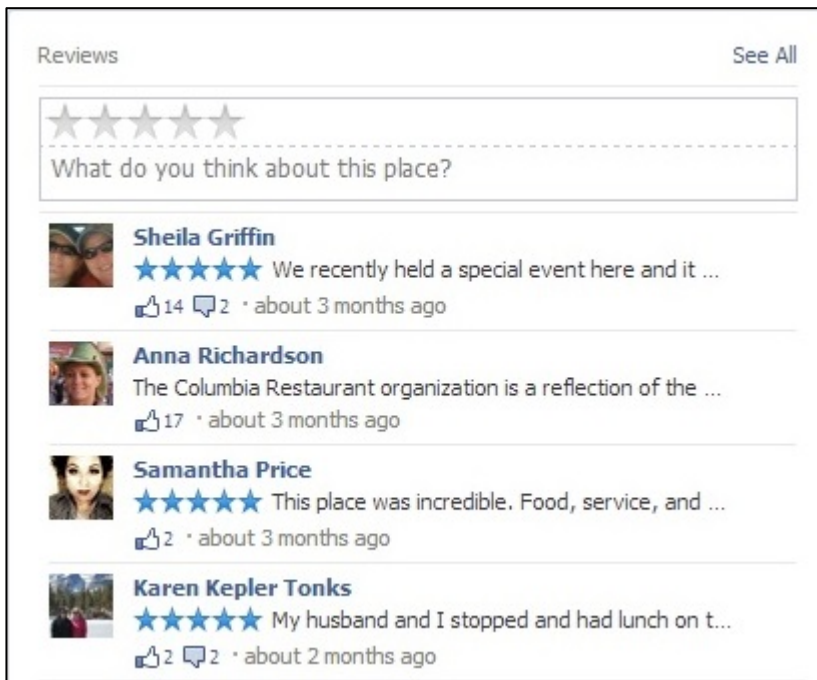 Reviews See All
What do you think about this place?
Sheila Griffin
We recently held a special event here and it ...
14 2 · about 3 months ago
Anna Richardson
The Columbia Restaurant organization is a reflection of the ...
17 · about 3 months ago
Samantha Price
This place was incredible. Food, service, and ...
2 · about 3 months ago
Karen Kepler Tonks
My husband and I stopped and had lunch on t...
2 2 · about 2 months ago